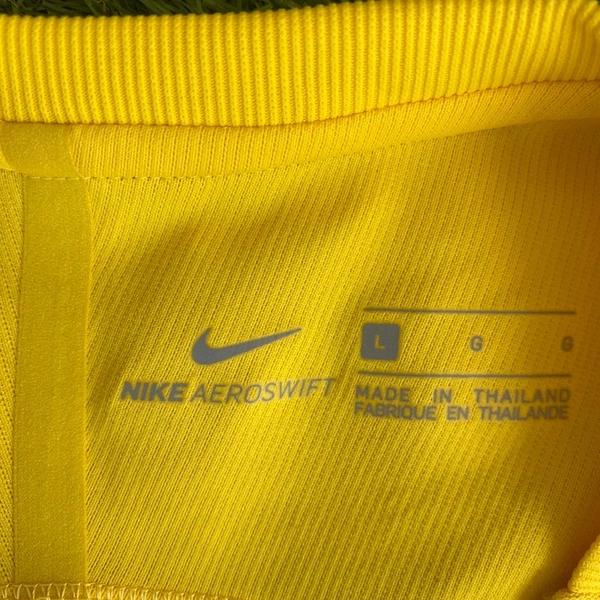 NIKE AEROSWIFT
L G G
MADE IN THAILAND
FABRIQUE EN THAILANDE